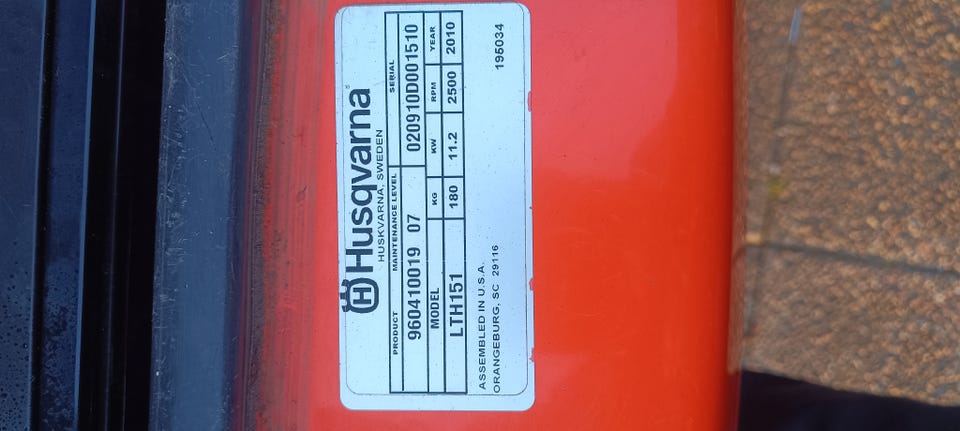 Husqvarna
HUSKVARNA, SWEDEN
PRODUCT MAINTENANCE LEVEL SERIAL
960410019 07 020910D001510
MODEL KG KW RPM YEAR
LTH151 180 11.2 2500 2010
ASSEMBLED IN U.S.A.
ORANGEBURG, SC 29116 195034